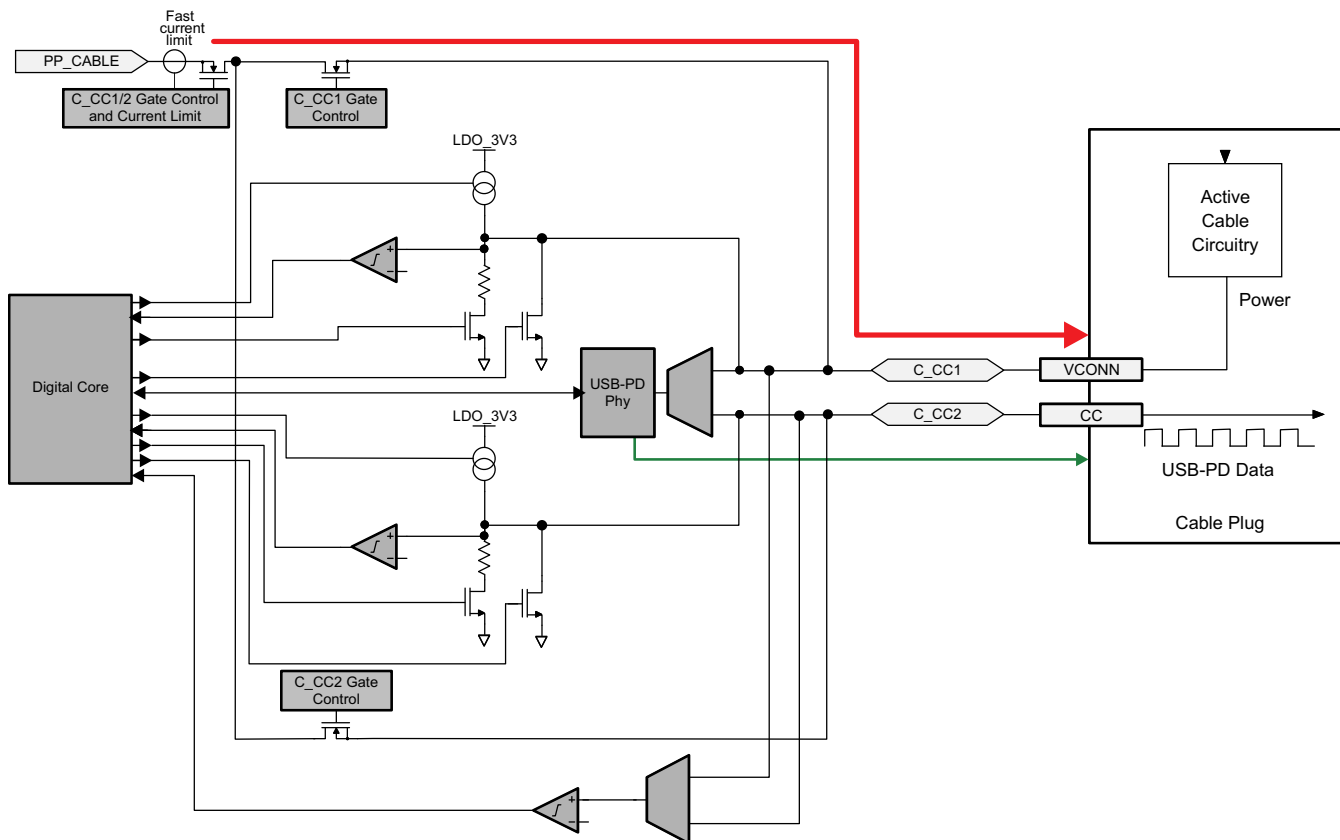 Fast
current
limit
PP_CABLE
C_CC1/2 Gate Control
and Current Limit
C_CC1 Gate
Control
LDO_3V3
Active
Cable
Circuitry
Power
+
−
Digital Core
USB-PD
Phy
C_CC1
VCONN
C_CC2
CC
LDO_3V3
USB-PD Data
Cable Plug
+
−
C_CC2 Gate
Control
+
−